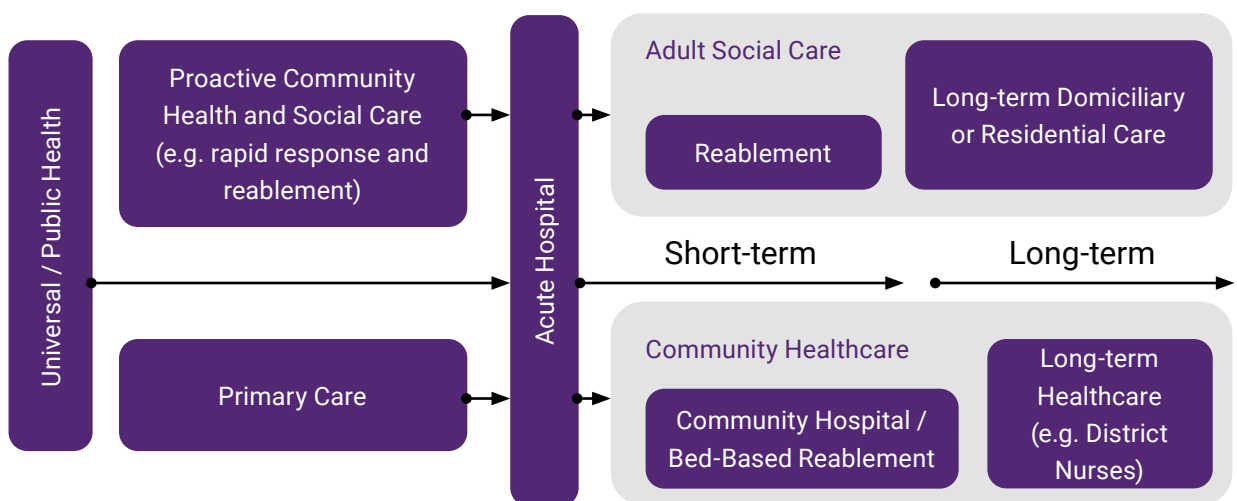 Universal / Public Health
Proactive Community
Health and Social Care
(e.g. rapid response and
reablement)
Primary Care
Acute Hospital
Adult Social Care
Reablement
Long-term Domiciliary
or Residential Care
Short-term
Long-term
Community Healthcare
Community Hospital /
Bed-Based Reablement
Long-term
Healthcare
(e.g. District
Nurses)